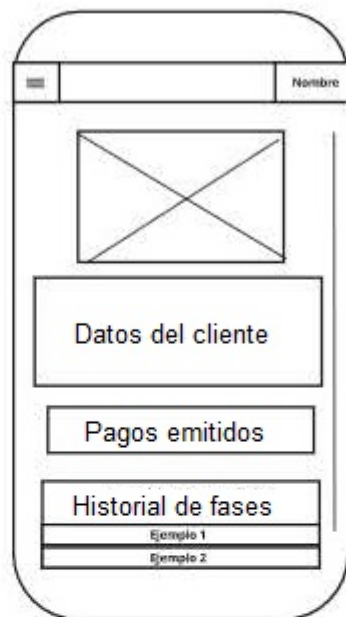 Nombre
Datos del cliente
Pagos emitidos
Historial de fases
Ejemplo 1
Ejemplo 2